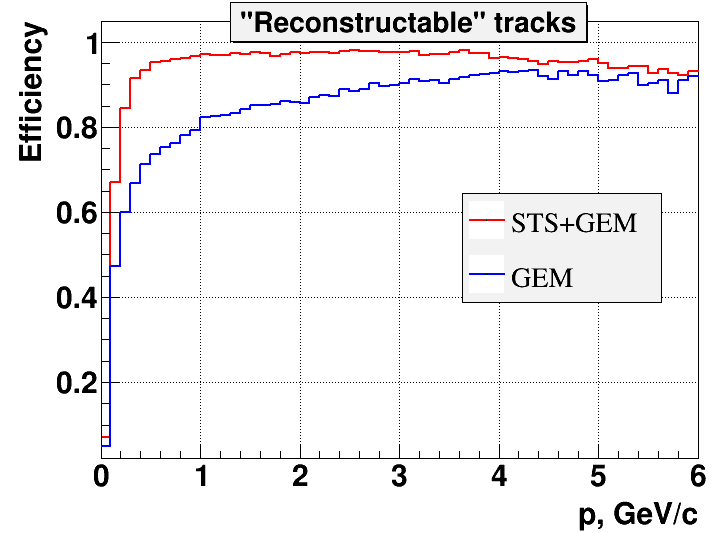 "Reconstructable" tracks
Efficiency
1
0.8
0.6
0.4
0.2
STS+GEM
GEM
0 1 2 3 4 5 6
p, GeV/c